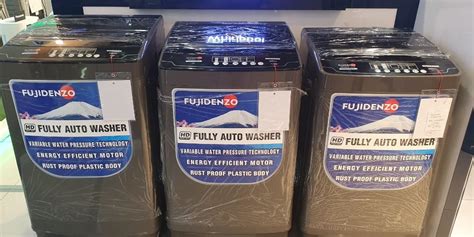 FUJIDENZO
HD FULLY AUTO WASHER
VARIABLE WATER PRESSURE TECHNOLOGY
ENERGY EFFICIENT MOTOR
RUST PROOF PLASTIC BODY
FUJIDENZO
HD FULLY AUTO WASHER
VARIABLE WATER PRESSURE TECHNOLOGY
ENERGY EFFICIENT MOTOR
RUST PROOF PLASTIC BODY
FUJIDENZO
HD FULLY AUTO WASHER
VARIABLE WATER PRESSURE TECHNOLOGY
ENERGY EFFICIENT MOTOR
RUST PROOF PLASTIC BODY